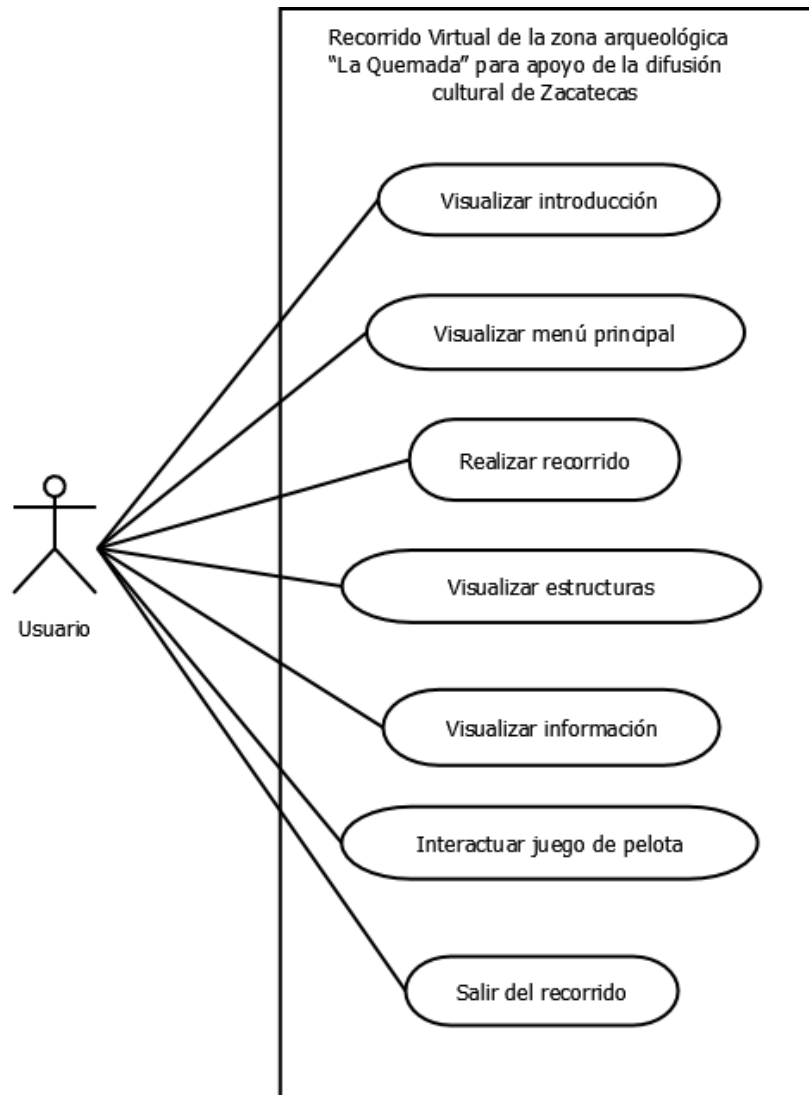 Recorrido Virtual de la zona arqueológica
“La Quemada” para apoyo de la difusión
cultural de Zacatecas
Visualizar introducción
Visualizar menú principal
Realizar recorrido
Visualizar estructuras
Usuario
Visualizar información
Interactuar juego de pelota
Salir del recorrido